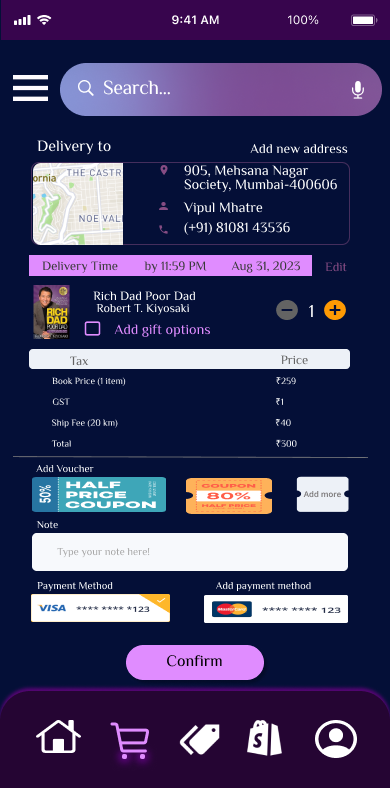 9:41 AM 100%
Search...
Delivery to
Add new address
ornia THE CASTR
NOE VALL
905, Mehsana Nagar
Society, Mumbai-400606
Vipul Mhatre
(+91) 81081 43536
Delivery Time by 11:59 PM Aug 31, 2023 Edit
RICH
DAD
POOR DAD
Rich Dad Poor Dad
Robert T. Kiyosaki
1
Add gift options
Tax Price
Book Price (1 item) ₹259
GST ₹1
Ship Fee (20 km) ₹40
Total ₹300
Add Voucher
50%
HALF
PRICE
COUPON
COUPON
80%
HALF PRICE
Add more
Note
Type your note here!
Payment Method Add payment method
VISA **** **** *123
MasterCard **** **** 123
Confirm
S